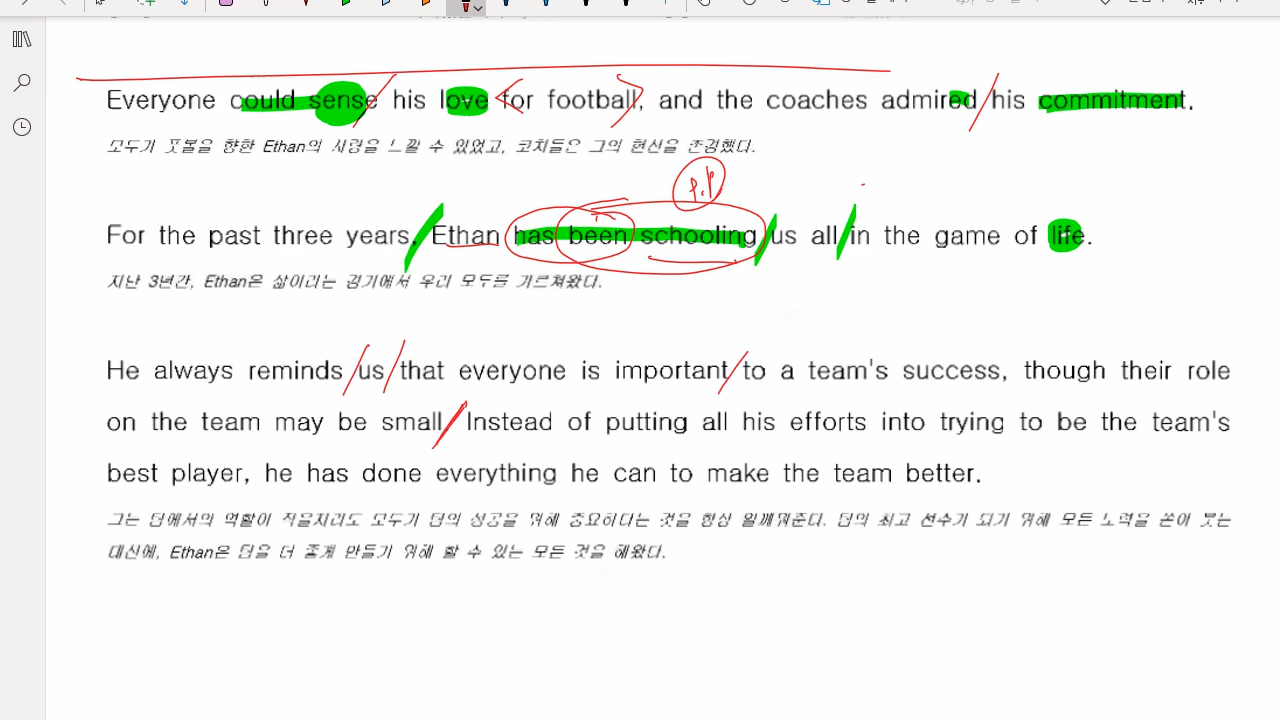 Everyone could sense his love for football, and the coaches admired his commitment.
모두가 풋볼을 향한 Ethan의 사랑을 느낄 수 있었고, 코치들은 그의 헌신을 존경했다.
p.p
For the past three years, Ethan has been schooling us all in the game of life.
지난 3년간, Ethan은 삶이라는 경기에서 우리 모두를 가르쳐왔다.
He always reminds us that everyone is important to a team's success, though their role
on the team may be small. Instead of putting all his efforts into trying to be the team's
best player, he has done everything he can to make the team better.
그는 팀에서의 역할이 적을지라도 모두가 팀의 성공을 위해 중요하다는 것을 항상 일깨워준다. 팀의 최고 선수가 되기 위해 모든 노력을 쏟아 붓는
대신에, Ethan은 팀을 더 좋게 만들기 위해 할 수 있는 모든 것을 해왔다.